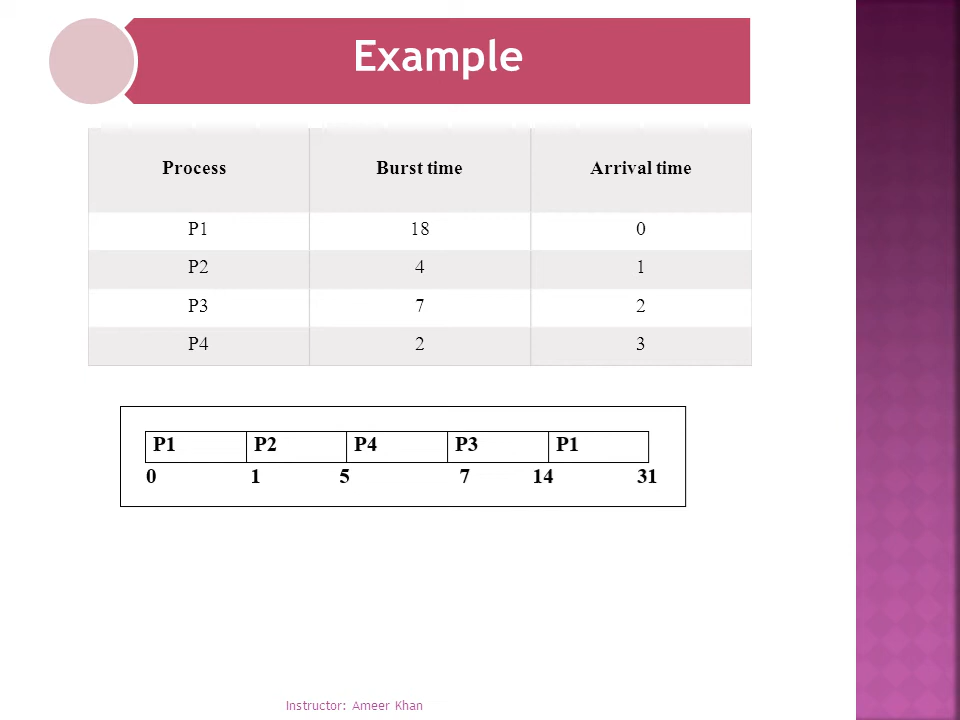 Example
Process Burst time Arrival time
P1 18 0
P2 4 1
P3 7 2
P4 2 3
P1 P2 P4 P3 P1
0 1 5 7 14 31
Instructor: Ameer Khan